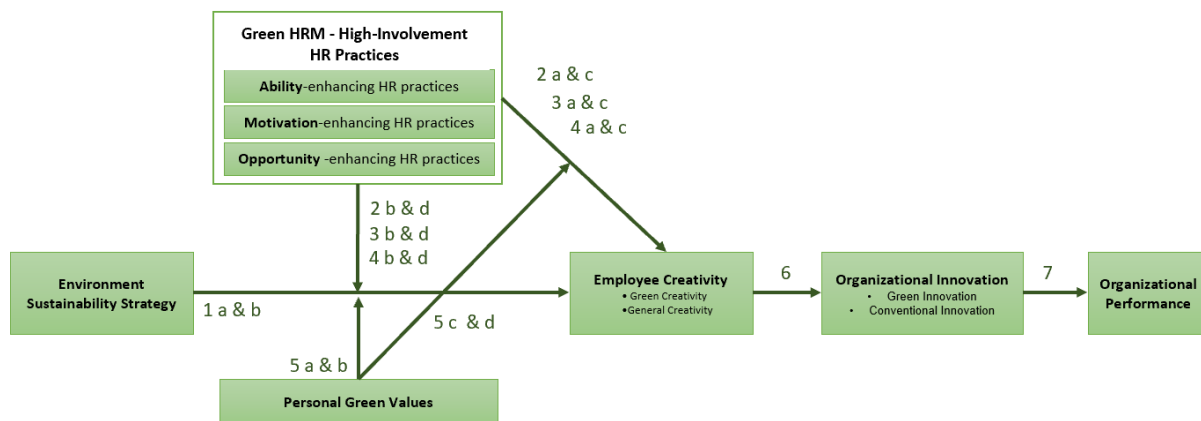 Green HRM - High-Involvement
HR Practices
Ability-enhancing HR practices
Motivation-enhancing HR practices
Opportunity -enhancing HR practices
2 a & c
3 a & c
4 a & c
2 b & d
3 b & d
4 b & d
Environment
Sustainability Strategy
1 a & b
Employee Creativity
• Green Creativity
• General Creativity
6
Organizational Innovation
• Green Innovation
• Conventional Innovation
7
Organizational
Performance
5 c & d
5 a & b
Personal Green Values